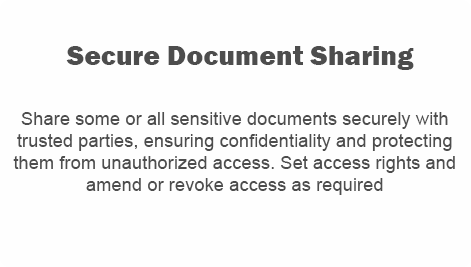 Secure Document Sharing
Share some or all sensitive documents securely with
trusted parties, ensuring confidentiality and protecting
them from unauthorized access. Set access rights and
amend or revoke access as required